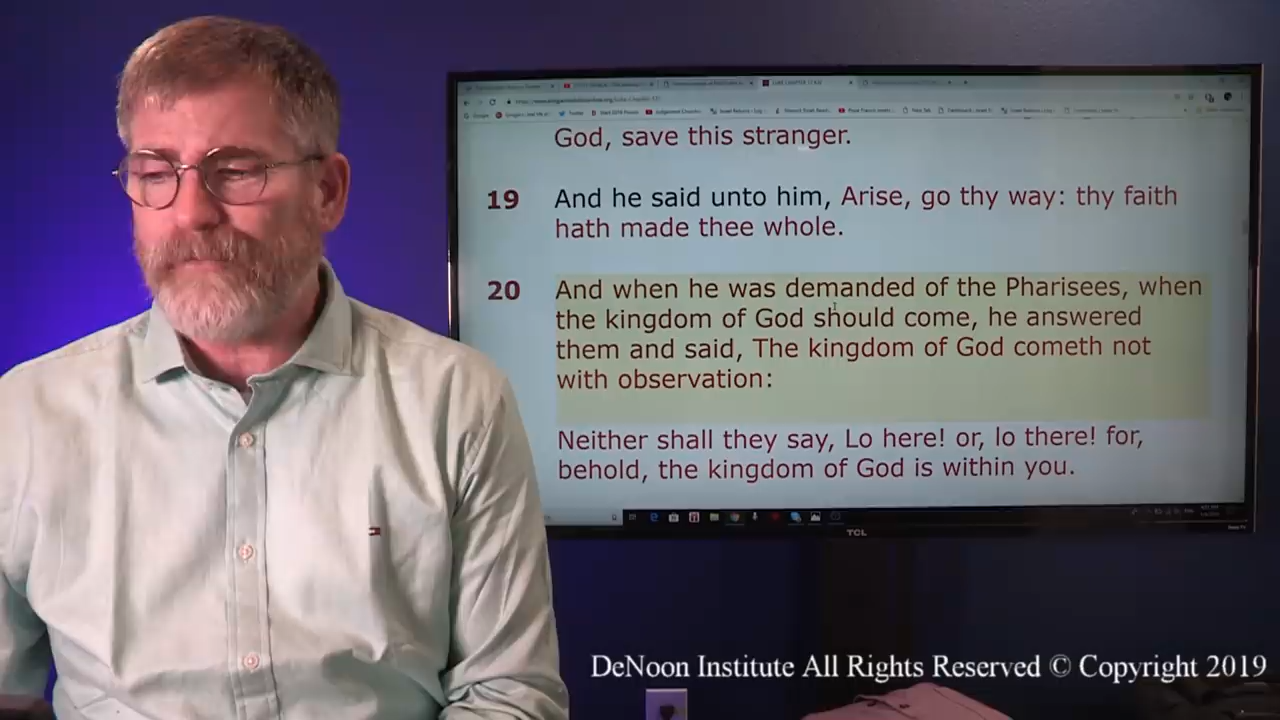 God, save this stranger.
19 And he said unto him, Arise, go thy way: thy faith
hath made thee whole.
20 And when he was demanded of the Pharisees, when
the kingdom of God should come, he answered
them and said, The kingdom of God cometh not
with observation:
Neither shall they say, Lo here! or, lo there! for,
behold, the kingdom of God is within you.
TCL
DeNoon Institute All Rights Reserved © Copyright 2019